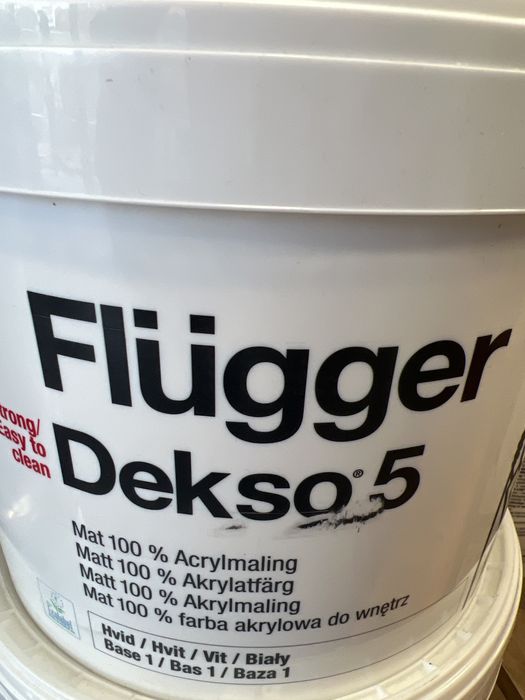 Flügger
Dekso® 5
Easy to
clean
Mat 100 % Acrylmaling
Matt 100 % Akrylatfärg
Matt 100 % Akrylmaling
Mat 100 % farba akrylowa do wnętrz
Hvid / Hvit / Vit / Biały
Base 1 / Bas 1 / Baza 1